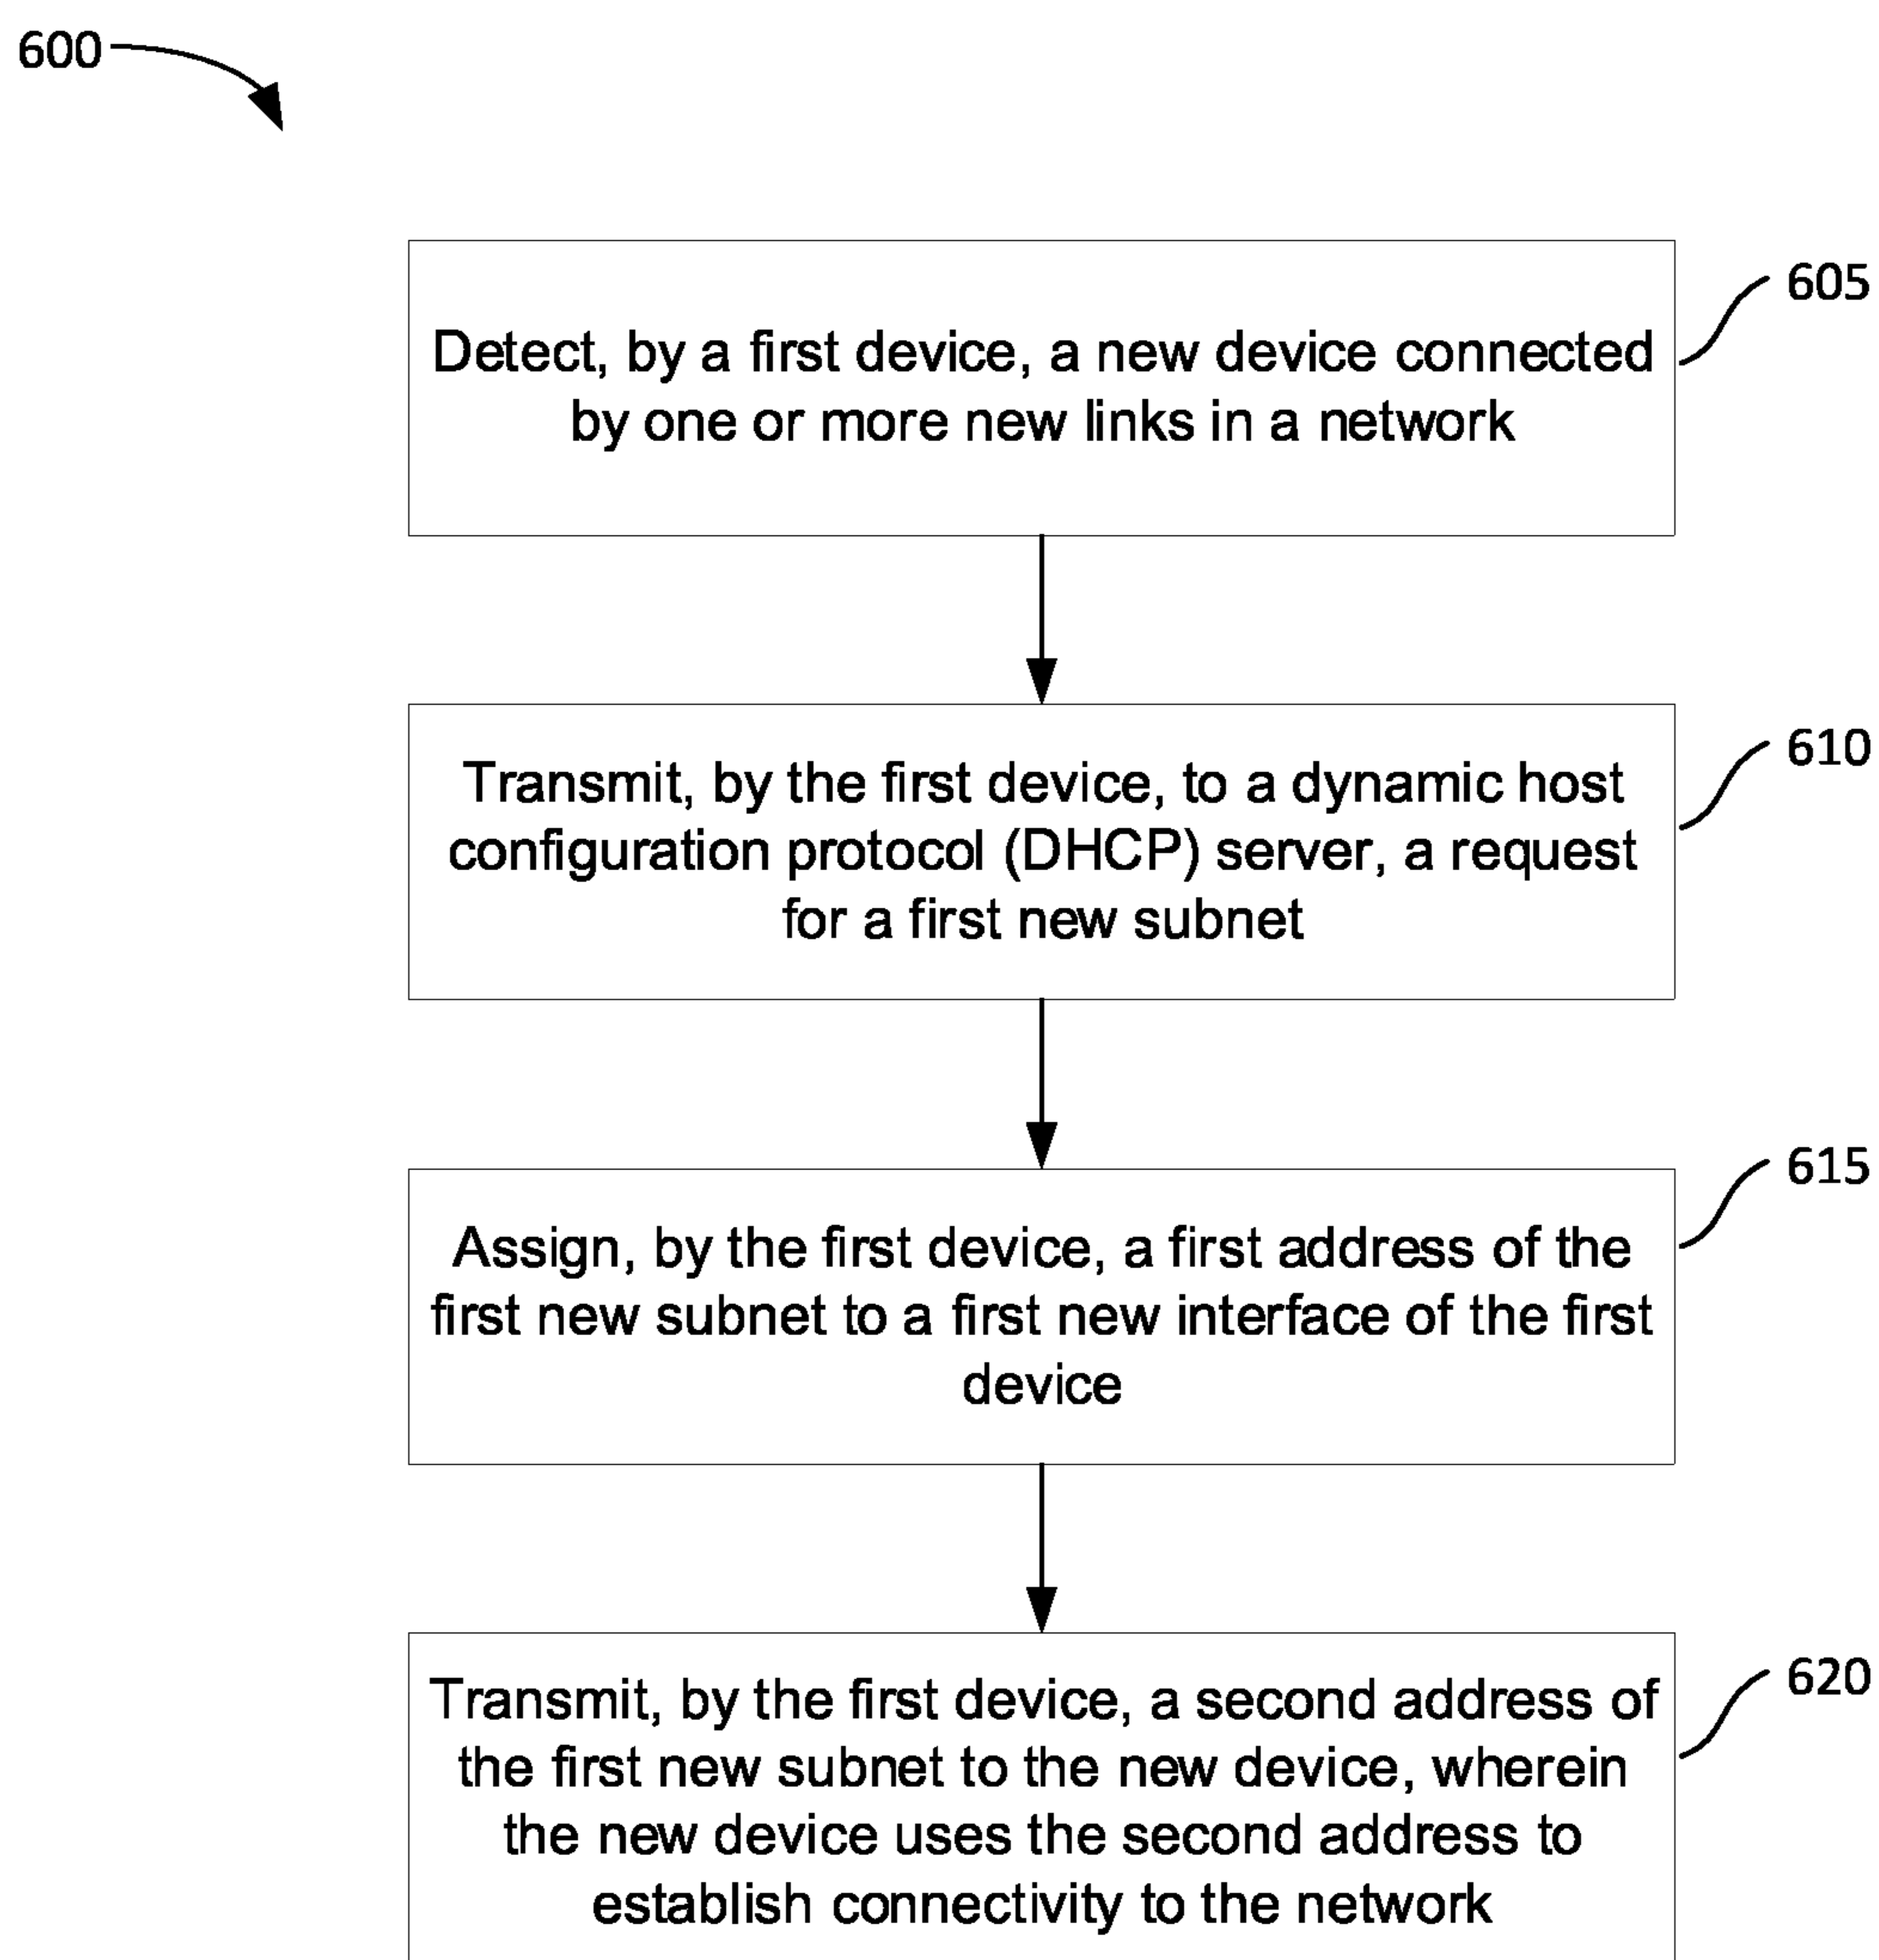 600
605
Detect, by a first device, a new device connected
by one or more new links in a network
610
Transmit, by the first device, to a dynamic host
configuration protocol (DHCP) server, a request
for a first new subnet
615
Assign, by the first device, a first address of the
first new subnet to a first new interface of the first
device
620
Transmit, by the first device, a second address of
the first new subnet to the new device, wherein
the new device uses the second address to
establish connectivity to the network